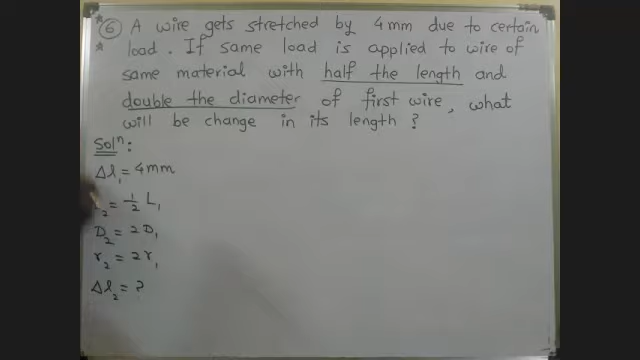 * ⑥ A wire gets stretched by 4mm due to certain
* load. If same load is applied to wire of
same material with half the length and
double the diameter of first wire, what
will be change in its length ?
Solⁿ:
Δl₁ = 4mm
L₂ = ½ L₁
D₂ = 2D₁
r₂ = 2r₁
Δl₂ = ?